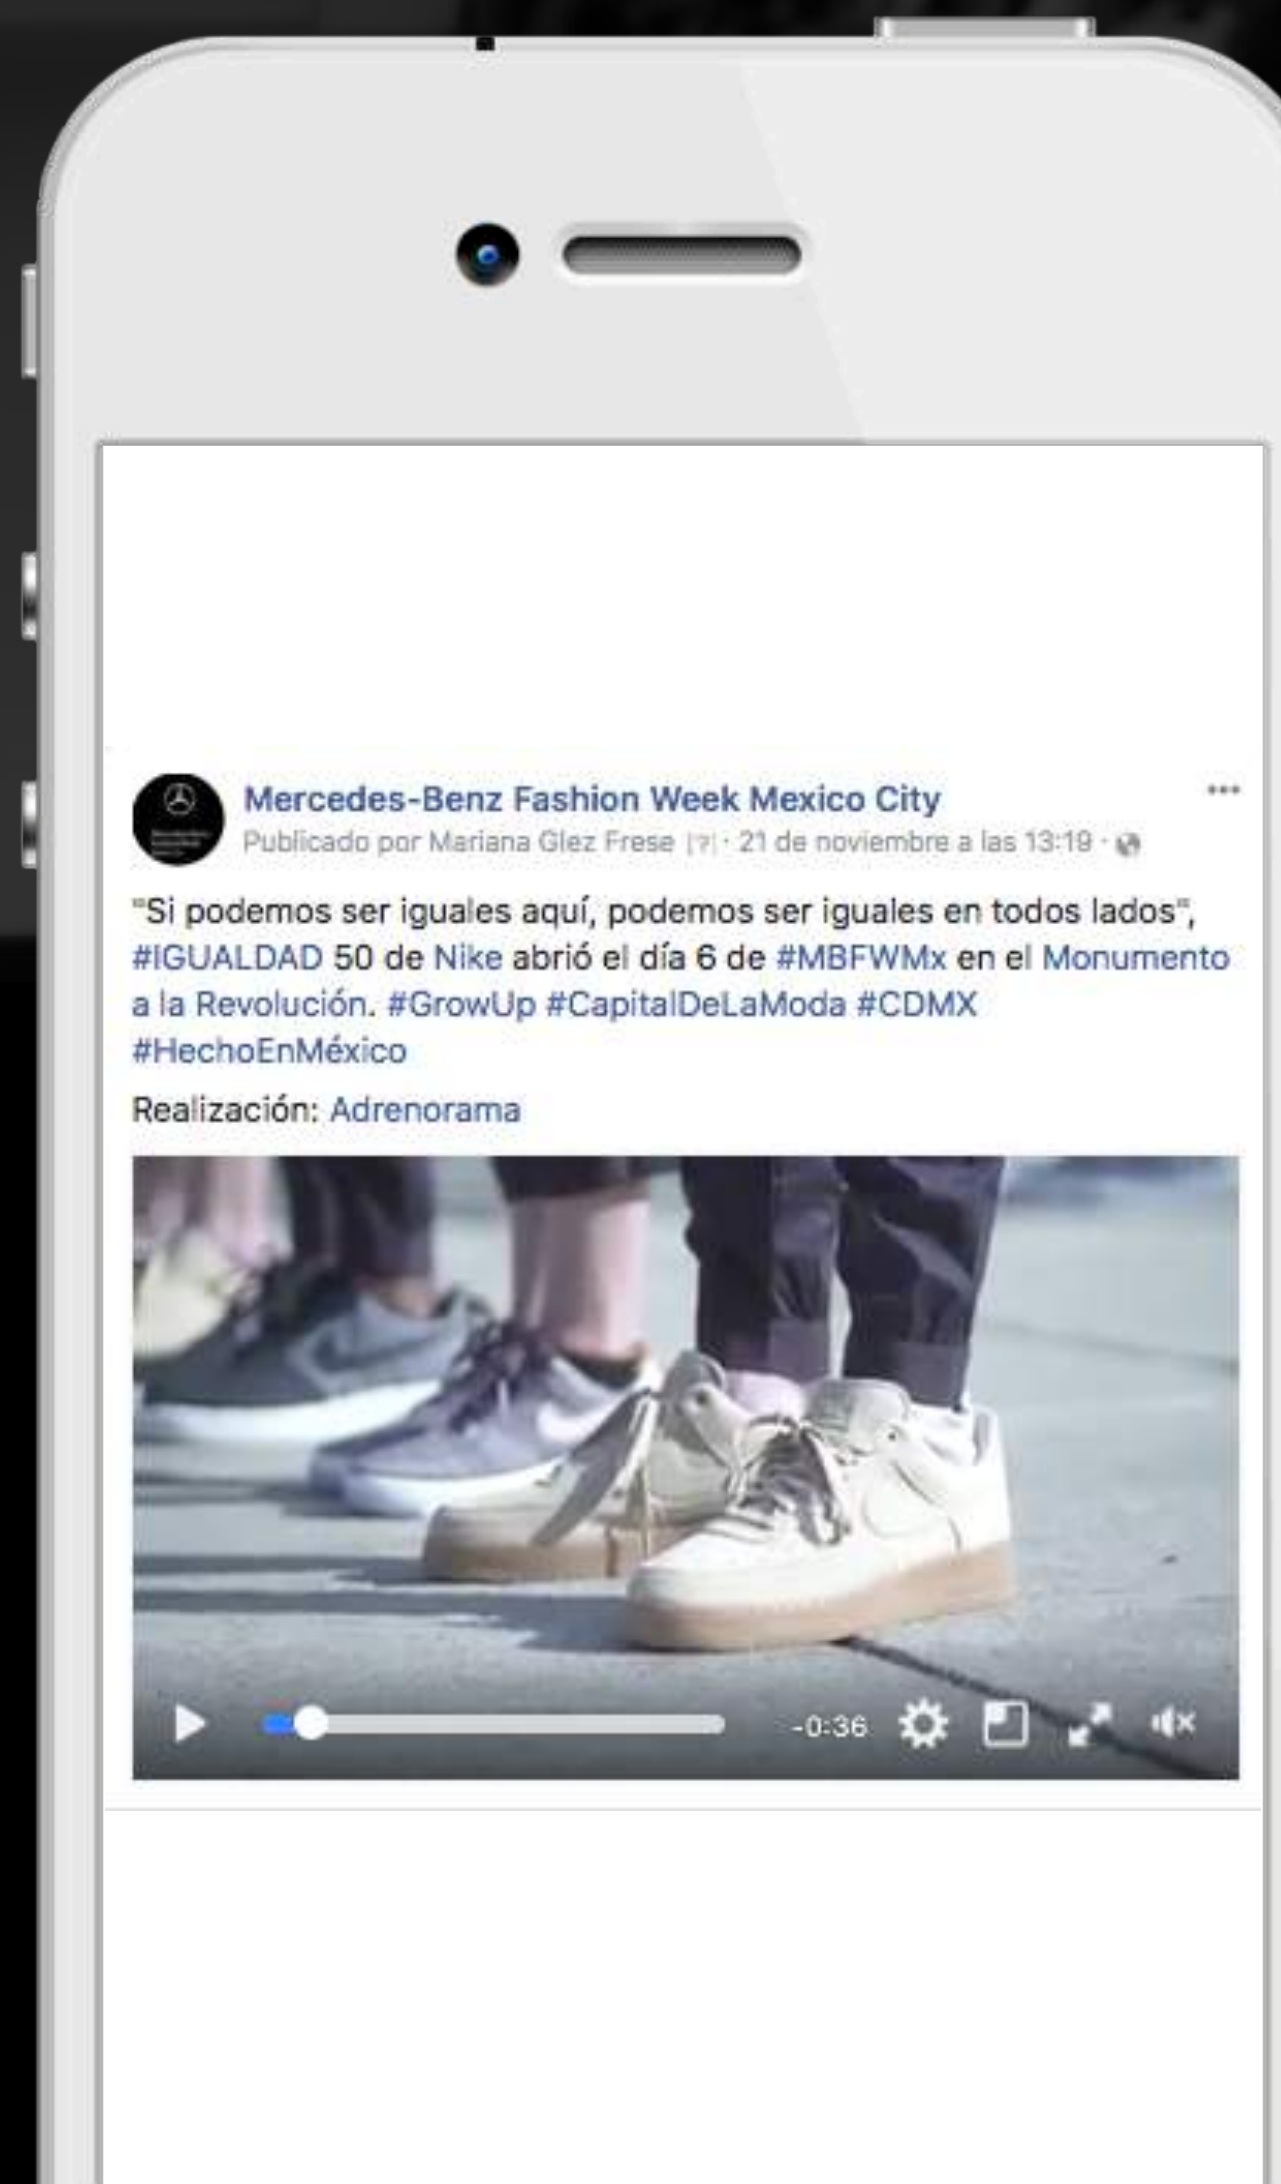 Mercedes-Benz Fashion Week Mexico City
Publicado por Mariana Glez Frese [?] · 21 de noviembre a las 13:19 ·
"Si podemos ser iguales aquí, podemos ser iguales en todos lados",
#IGUALDAD 50 de Nike abrió el día 6 de #MBFWMx en el Monumento
a la Revolución. #GrowUp #CapitalDeLaModa #CDMX
#HechoEnMéxico
Realización: Adrenorama
-0:36